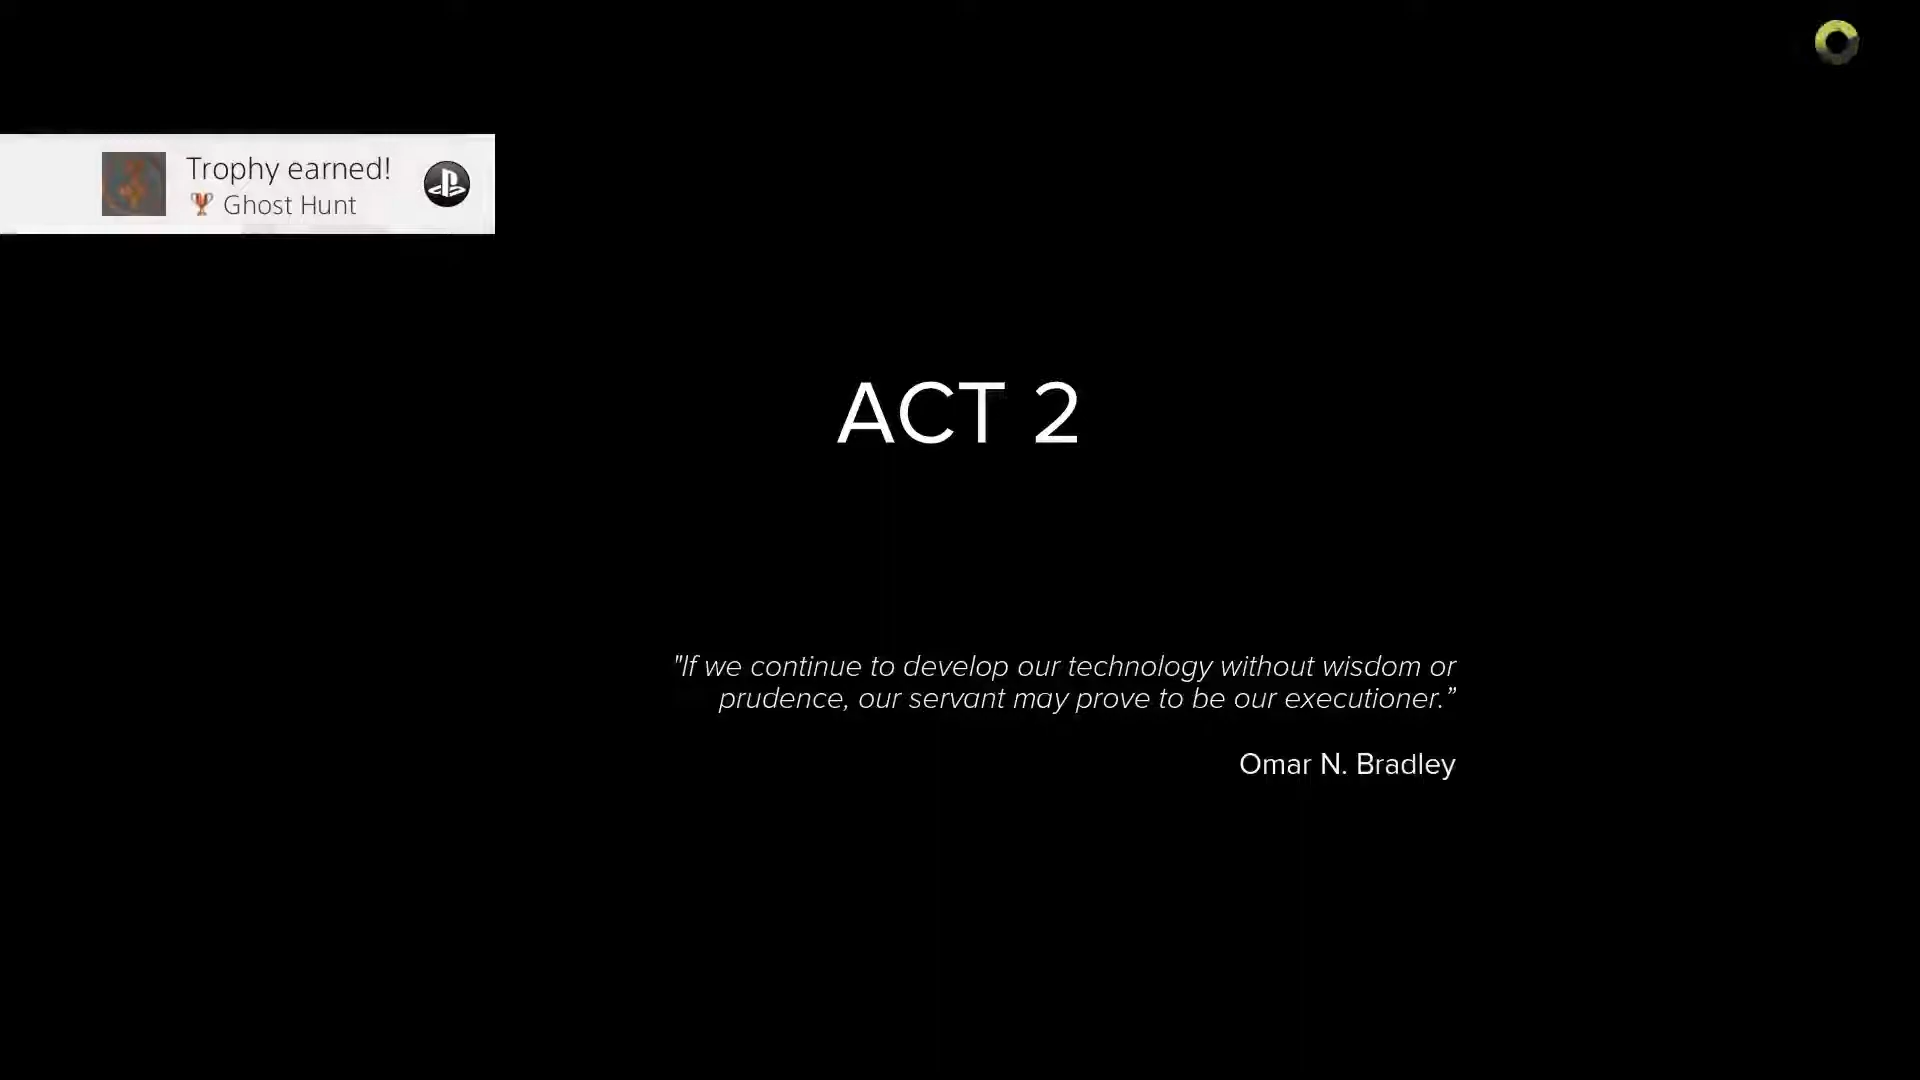 Trophy earned!
Ghost Hunt
ACT 2
"If we continue to develop our technology without wisdom or
prudence, our servant may prove to be our executioner.”
Omar N. Bradley